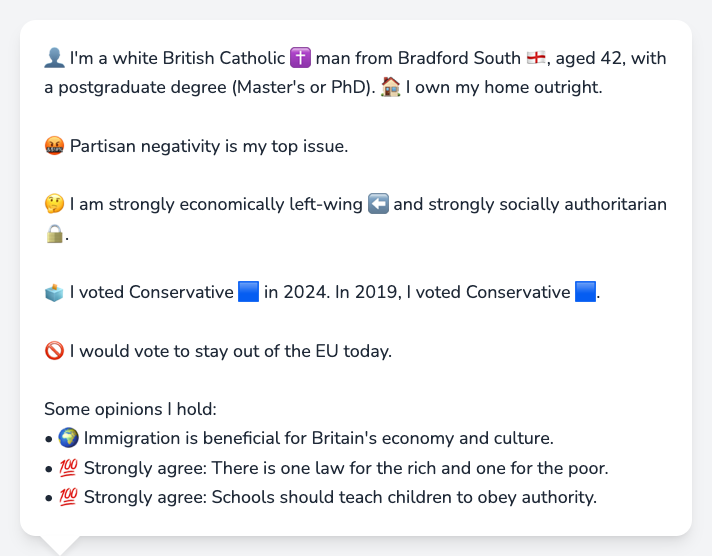 👤 I'm a white British Catholic ✝️ man from Bradford South 🏴󠁧󠁢󠁥󠁮󠁧󠁿, aged 42, with
a postgraduate degree (Master's or PhD). 🏠 I own my home outright.
🤬 Partisan negativity is my top issue.
🤔 I am strongly economically left-wing ⬅️ and strongly socially authoritarian
🔒.
🗳️ I voted Conservative 🟦 in 2024. In 2019, I voted Conservative 🟦.
🚫 I would vote to stay out of the EU today.
Some opinions I hold:
• 🌍 Immigration is beneficial for Britain's economy and culture.
• 💯 Strongly agree: There is one law for the rich and one for the poor.
• 💯 Strongly agree: Schools should teach children to obey authority.